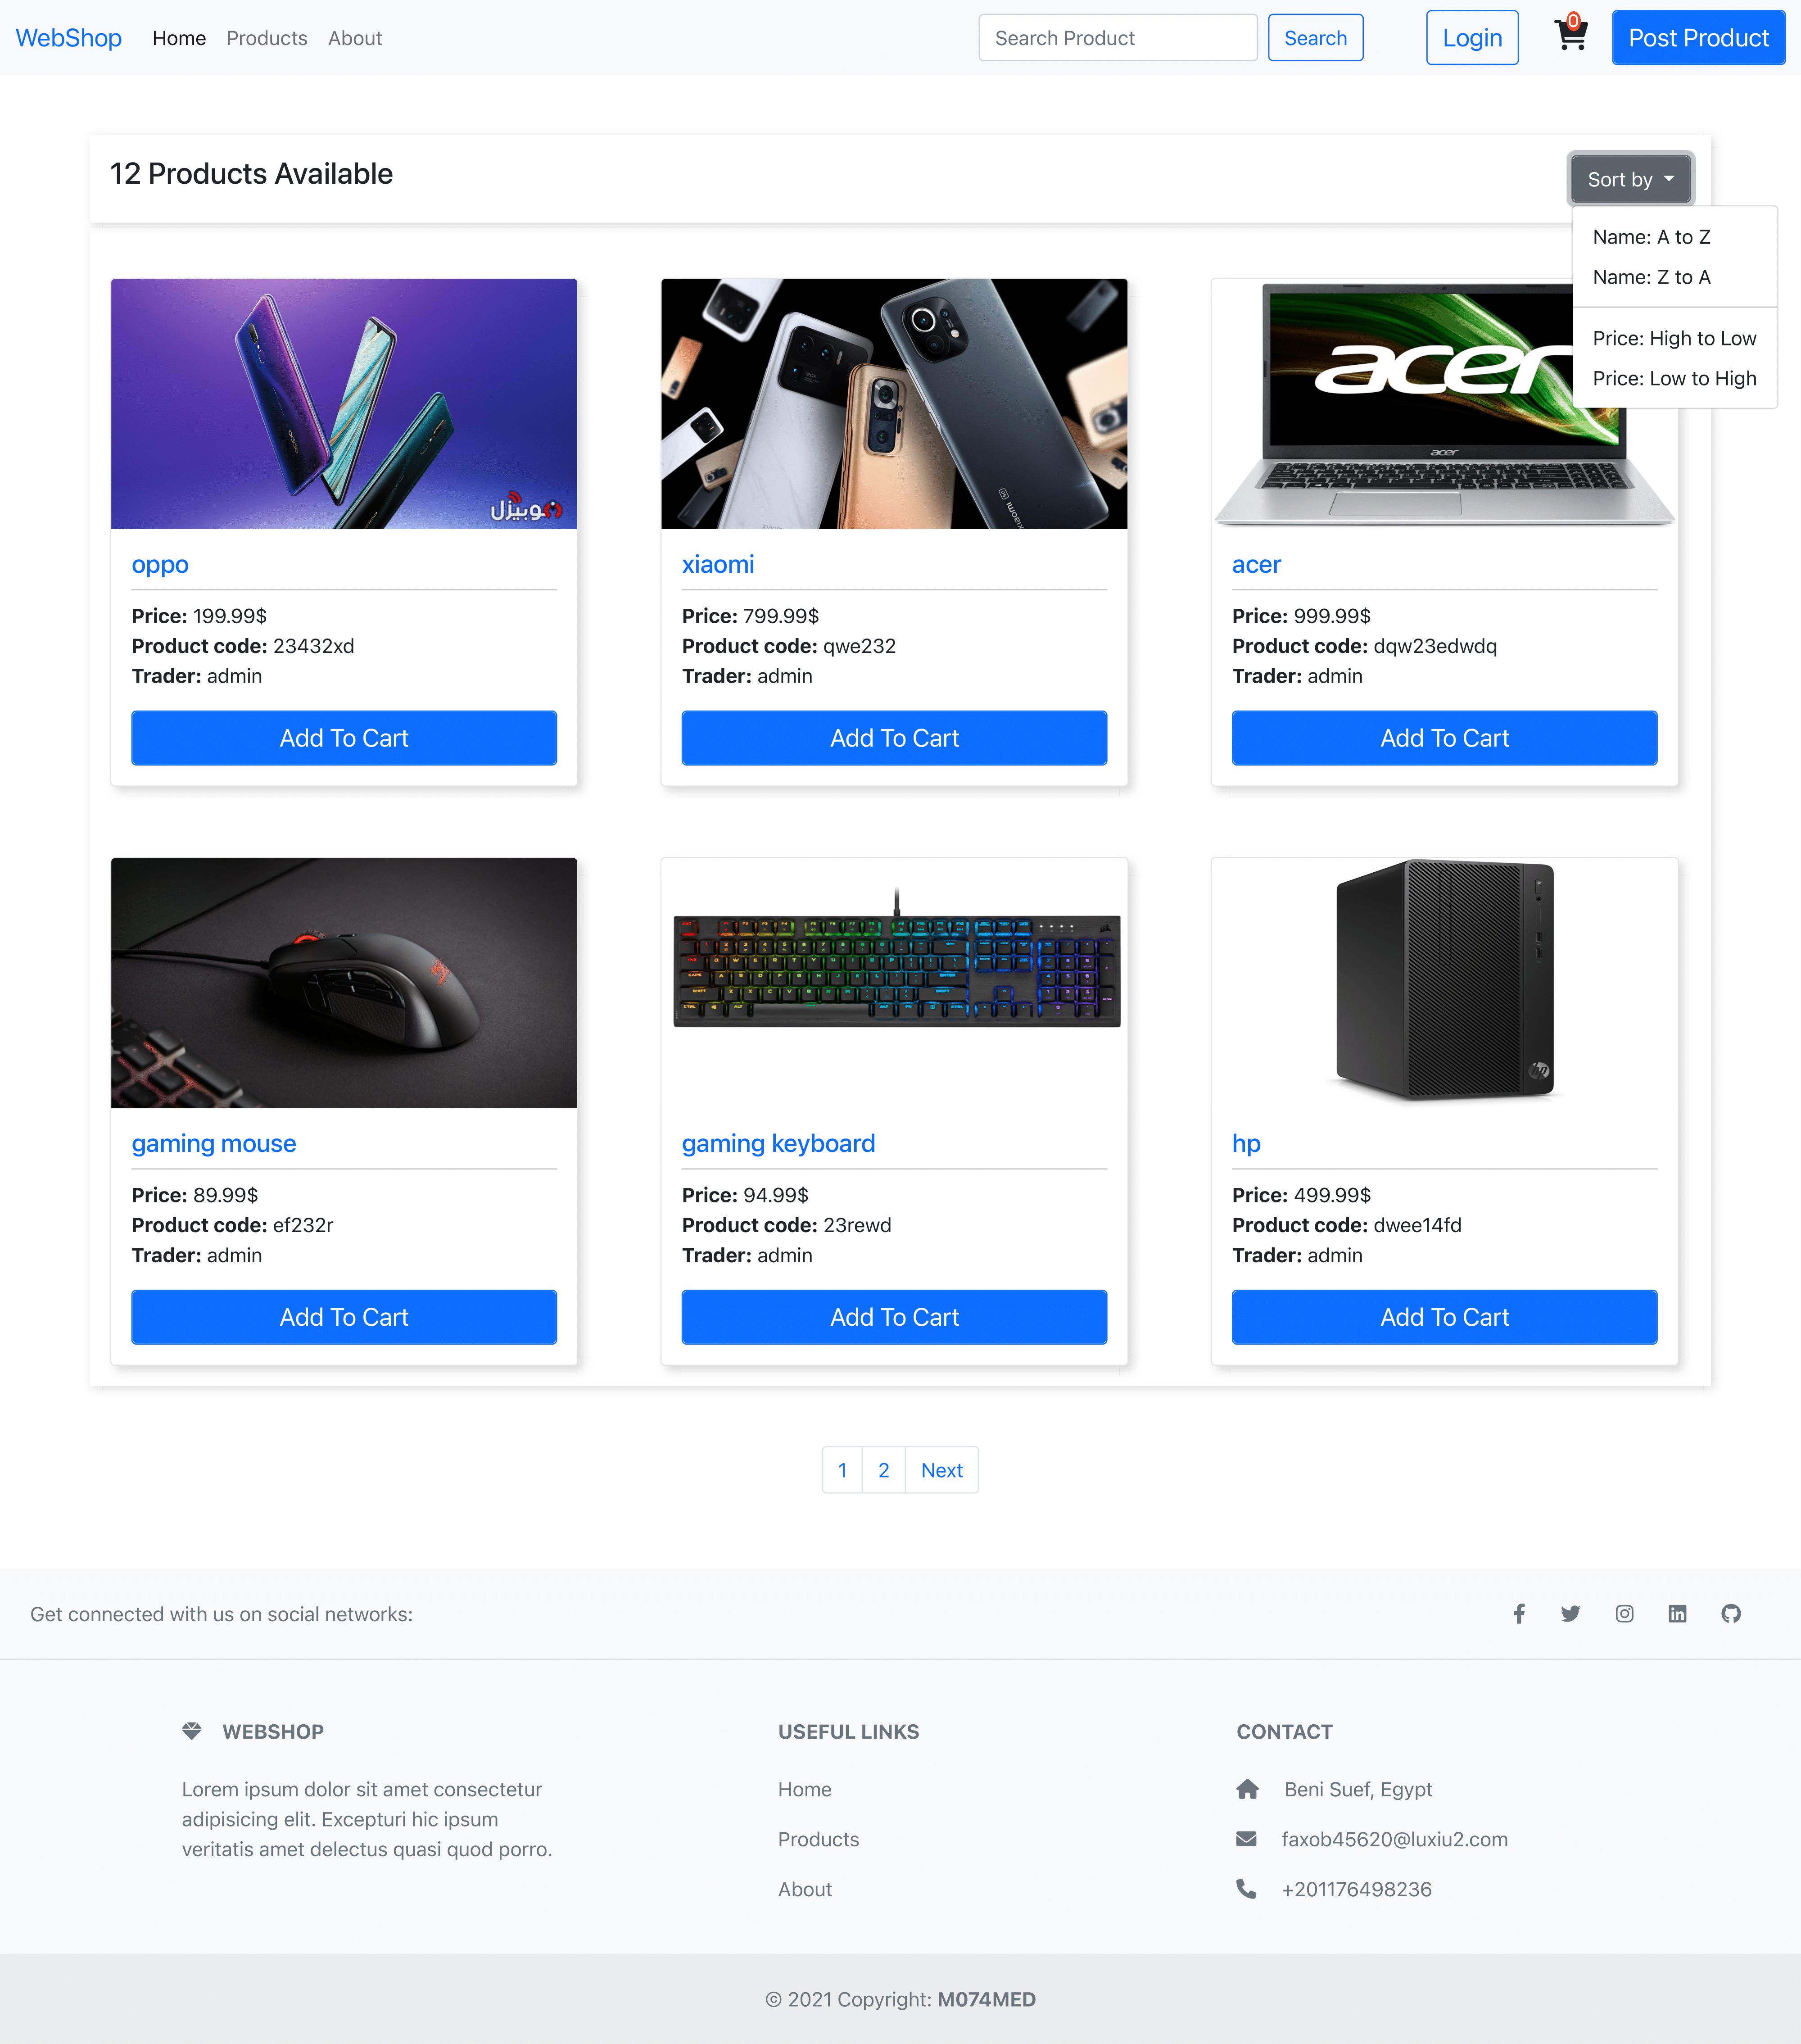 WebShop Home Products About Search Product Search Login 0 Post Product
12 Products Available
Sort by
Name: A to Z
Name: Z to A
Price: High to Low
Price: Low to High
موبيزل
oppo
xiaomi
acer
acer
oppo
Price: 199.99$
Product code: 23432xd
Trader: admin
Add To Cart
xiaomi
Price: 799.99$
Product code: qwe232
Trader: admin
Add To Cart
acer
Price: 999.99$
Product code: dqw23edwdq
Trader: admin
Add To Cart
hp
gaming mouse
Price: 89.99$
Product code: ef232r
Trader: admin
Add To Cart
gaming keyboard
Price: 94.99$
Product code: 23rewd
Trader: admin
Add To Cart
hp
Price: 499.99$
Product code: dwee14fd
Trader: admin
Add To Cart
1 2 Next
Get connected with us on social networks:
WEBSHOP
Lorem ipsum dolor sit amet consectetur
adipisicing elit. Excepturi hic ipsum
veritatis amet delectus quasi quod porro.
USEFUL LINKS
Home
Products
About
CONTACT
Beni Suef, Egypt
faxob45620@luxiu2.com
+201176498236
© 2021 Copyright: M074MED